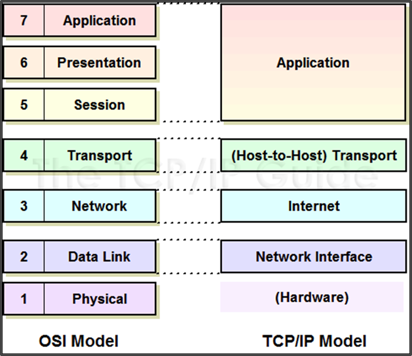 7 Application
6 Presentation
5 Session
Application
4 Transport
(Host-to-Host) Transport
The TCP/IP Guide
3 Network
Internet
2 Data Link
Network Interface
1 Physical
(Hardware)
OSI Model
TCP/IP Model